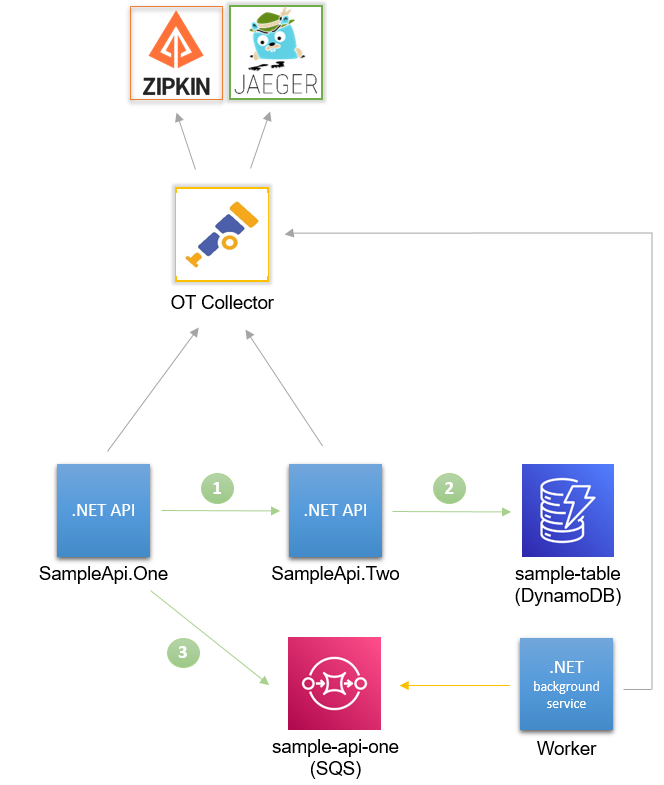 ZIPKIN
JAEGER
OT Collector
.NET API
1
.NET API
2
SampleApi.One
SampleApi.Two
sample-table
(DynamoDB)
3
.NET
background
service
sample-api-one
(SQS)
Worker